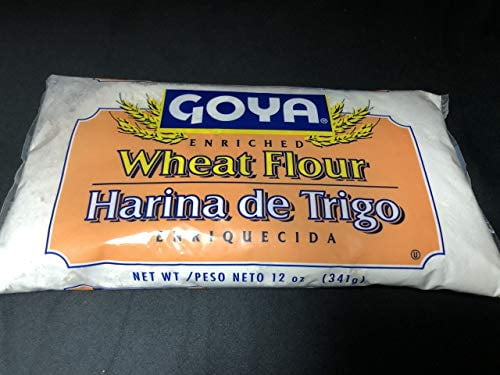 GOYA®
ENRICHED
Wheat Flour
Harina de Trigo
ENRIQUECIDA
U
NET WT /PESO NETO 12 oz (341g)